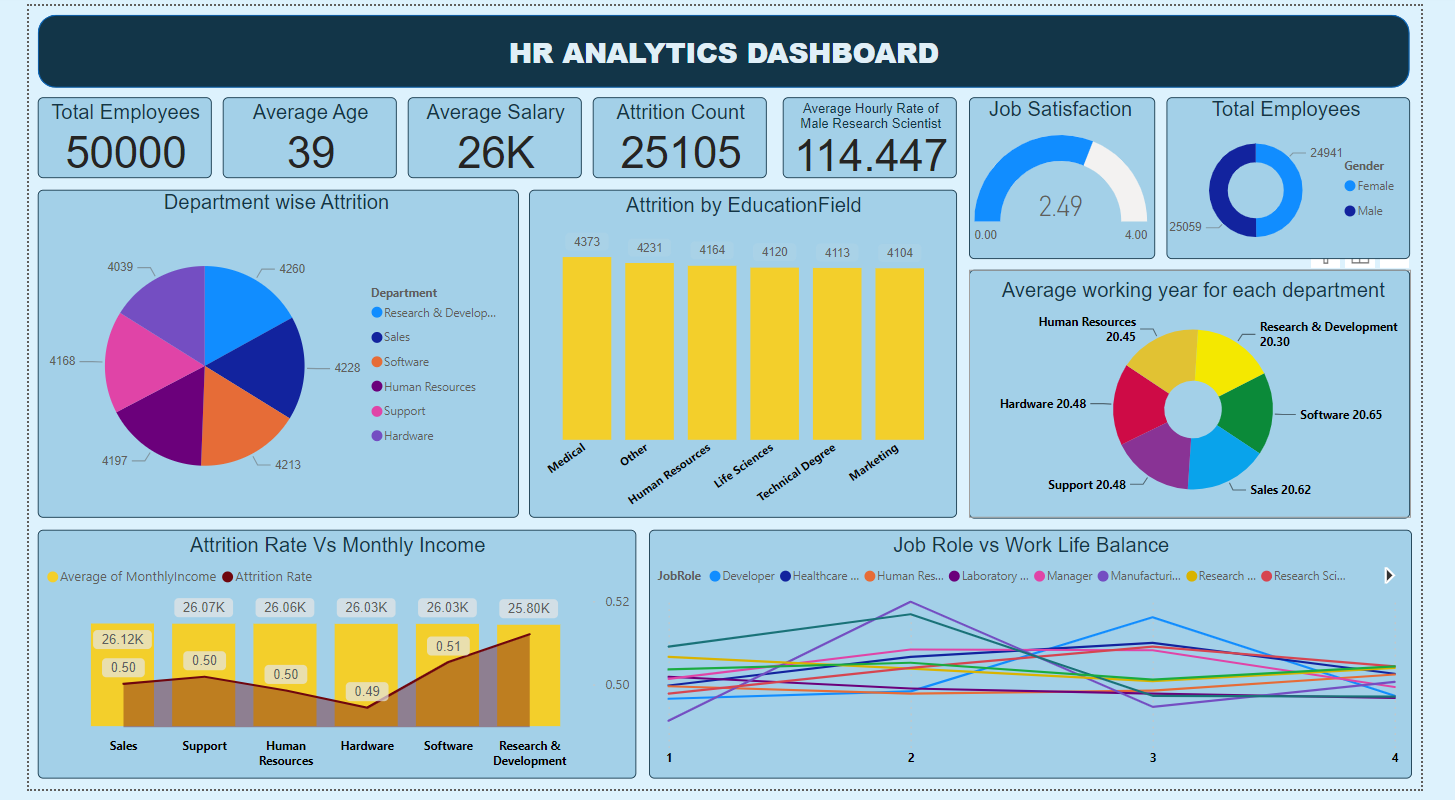 HR ANALYTICS DASHBOARD
Total Employees
50000
Average Age
39
Average Salary
26K
Attrition Count
25105
Average Hourly Rate of
Male Research Scientist
114.447
Job Satisfaction
2.49
0.00
4.00
Total Employees
24941
25059
Gender
Female
Male
Department wise Attrition
4039
4260
4168
4228
4197
4213
Department
Research & Develop...
Sales
Software
Human Resources
Support
Hardware
Attrition by EducationField
4373
4231
4164
4120
4113
4104
Medical
Other
Human Resources
Life Sciences
Technical Degree
Marketing
Average working year for each department
Human Resources
20.45
Research & Development
20.30
Hardware 20.48
Software 20.65
Support 20.48
Sales 20.62
Attrition Rate Vs Monthly Income
Average of MonthlyIncome
Attrition Rate
26.12K
26.07K
26.06K
26.03K
26.03K
25.80K
0.50
0.50
0.50
0.49
0.51
0.52
0.50
Sales
Support
Human
Resources
Hardware
Software
Research &
Development
Job Role vs Work Life Balance
JobRole
Developer
Healthcare ...
Human Res...
Laboratory ...
Manager
Manufacturi...
Research ...
Research Sci...
1
2
3
4